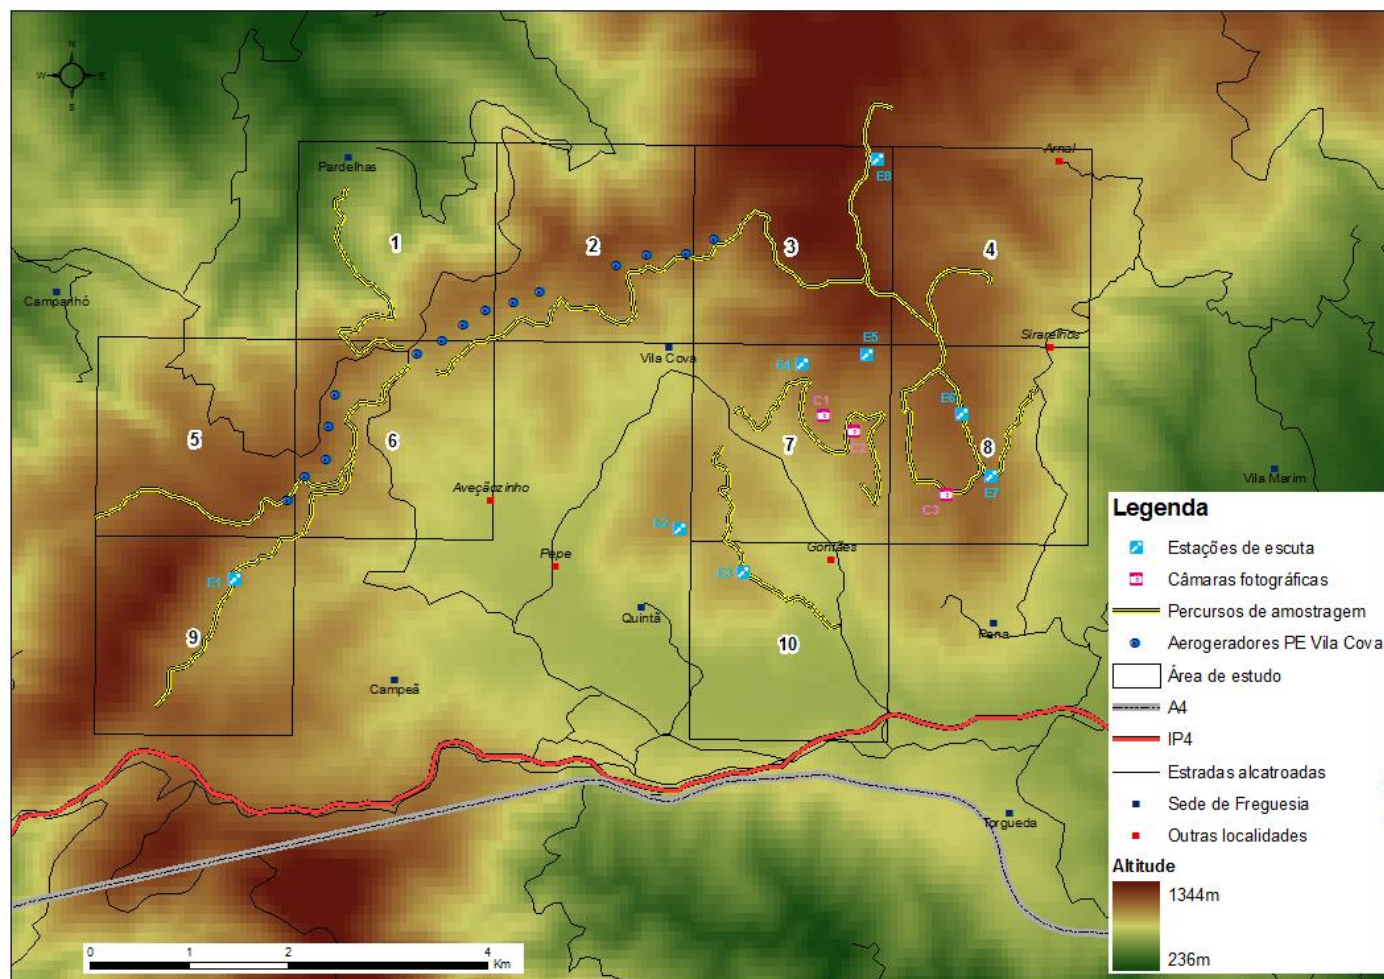 N
W E
S
Pardelhas
Arnal
E8
1
2
3
4
Campanhó
Sirarelhos
Vila Cova
E5
E4
C1
E6
5
6
7
C2
8
Vila Marim
Aveçãozinho
E7
C3
E2
Pepe
Gontães
E1
E3
Quintã
Pena
9
10
Campeã
Torgueda
0 1 2 4
Km
Legenda
Estações de escuta
Câmaras fotográficas
Percursos de amostragem
Aerogeradores PE Vila Cova
Área de estudo
A4
IP4
Estradas alcatroadas
Sede de Freguesia
Outras localidades
Altitude
1344m
236m